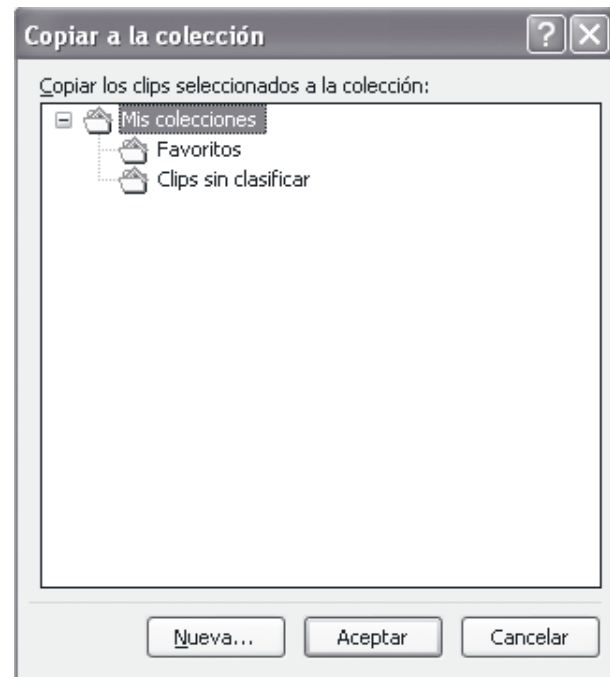 Copiar a la colección
Copiar los clips seleccionados a la colección:
Mis colecciones
Favoritos
Clips sin clasificar
Nueva... Aceptar Cancelar